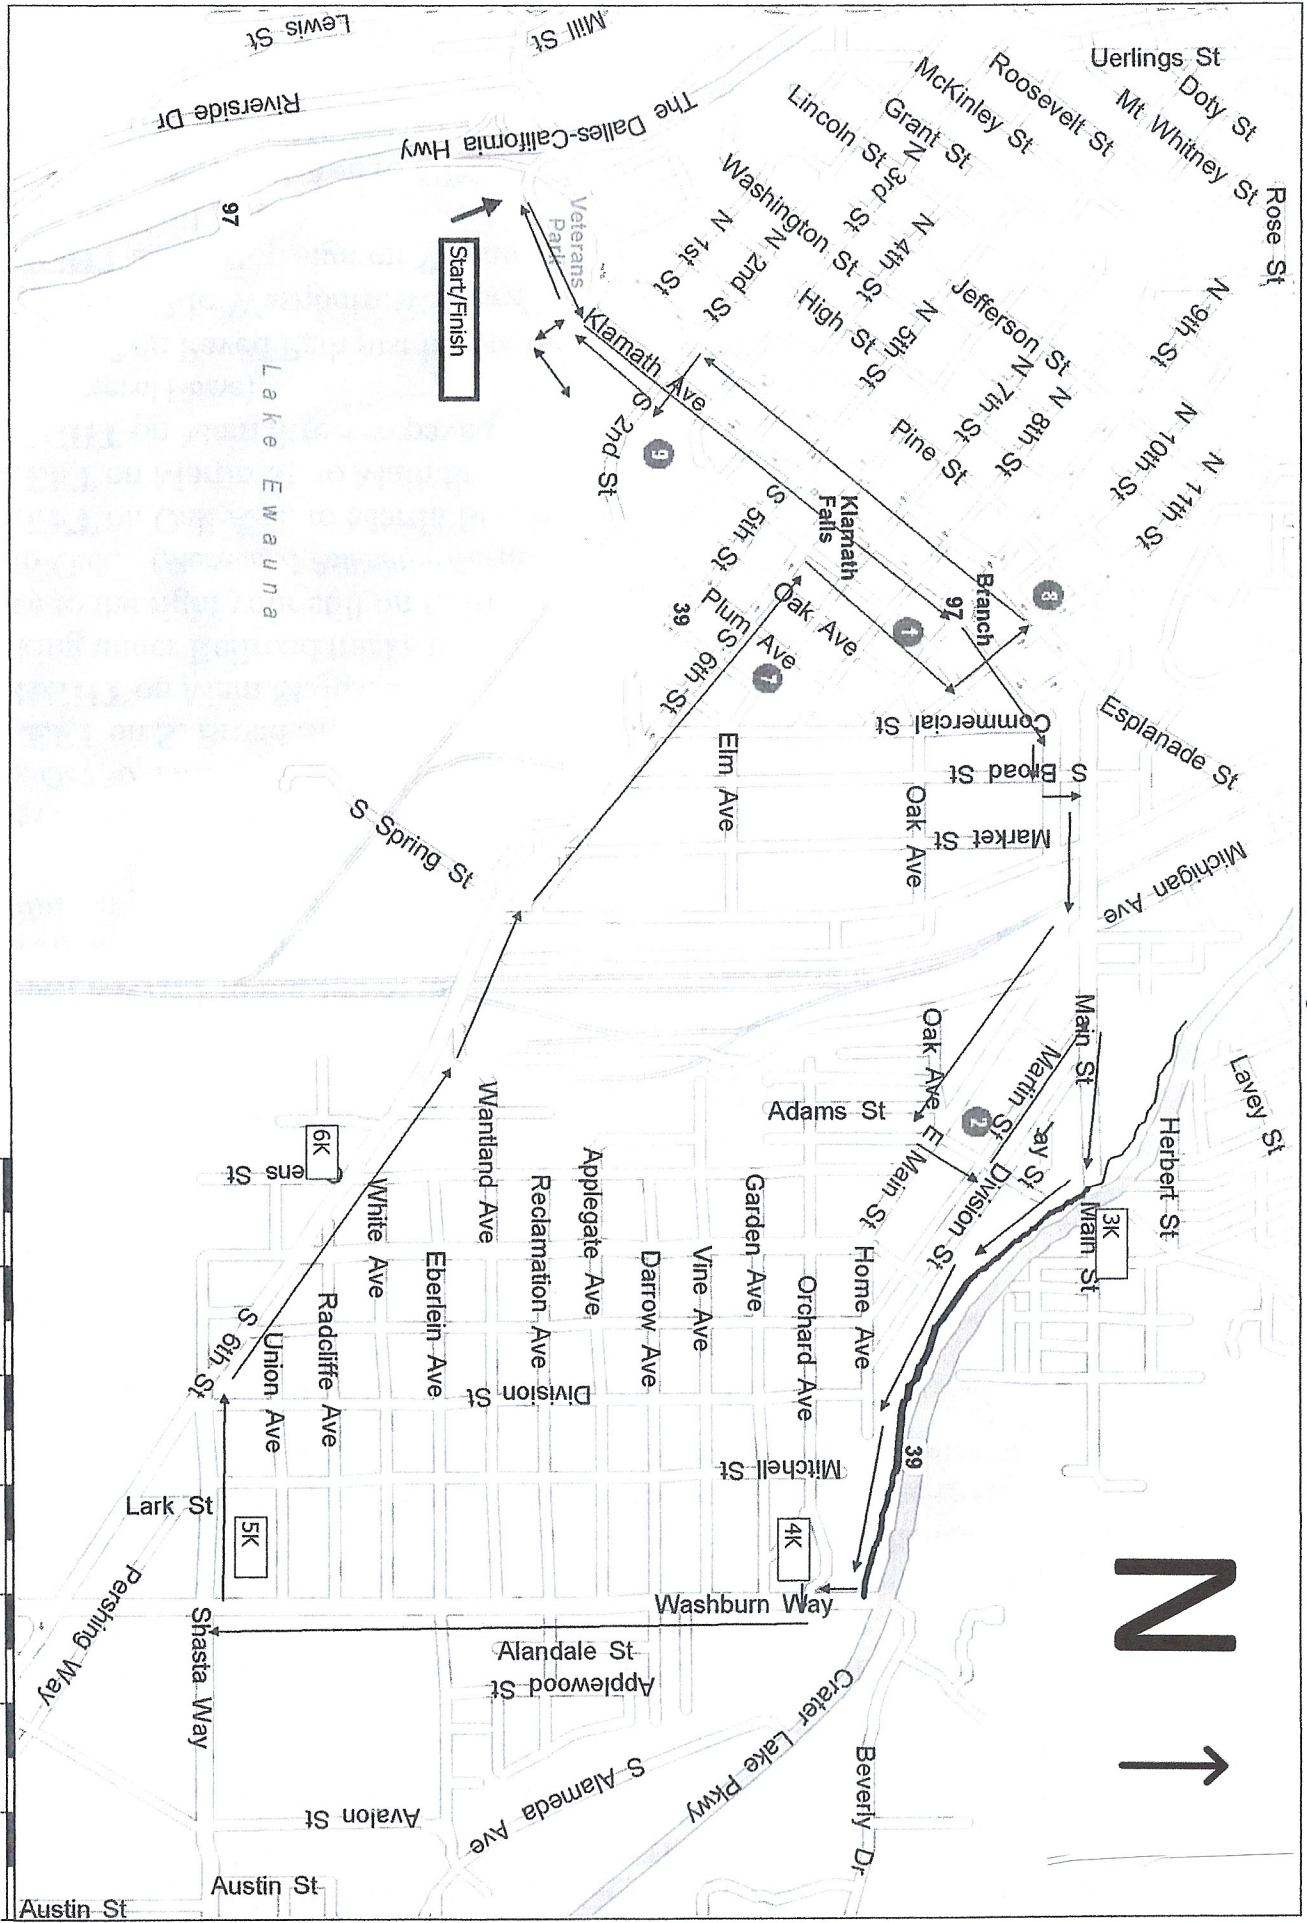 Lewis St
Mill St
Riverside Dr
The Dalles-California Hwy
97
Start/Finish
Veterans
Park
Lake Ewauna
Uerlings St
Doty St
Mt Whitney St
Roosevelt St
McKinley St
Grant St
Lincoln St
Rose St
N 3rd St
Washington St
N 4th St
N 1st St
N 2nd St
High St
N 5th St
Jefferson St
N 9th St
N 7th St
N 8th St
Pine St
N 10th St
N 11th St
Klamath Ave
S 2nd St
9
S 5th St
Klamath
Falls
39
Plum Ave
Oak Ave
S 6th St
7
1
97
Branch
8
Commercial St
Esplanade St
S Broad St
Elm Ave
Oak Ave
Market St
Michigan Ave
S Spring St
Main St
Oak Ave
Martin St
Lavey St
Adams St
2
E Main St
ay St
Division St
Herbert St
Main St
3K
6K
ens St
Wantland Ave
White Ave
Applegate Ave
Reclamation Ave
Garden Ave
Eberlein Ave
Darrow Ave
Vine Ave
Orchard Ave
Home Ave
S 6th St
Union Ave
Radcliffe Ave
Division St
Mitchell St
39
Lark St
5K
4K
N
Pershing Way
Shasta Way
Washburn Way
Alandale St
Applewood St
Crater Lake Pkwy
S Alameda Ave
Beverly Dr
Avalon St
Austin St
Austin St